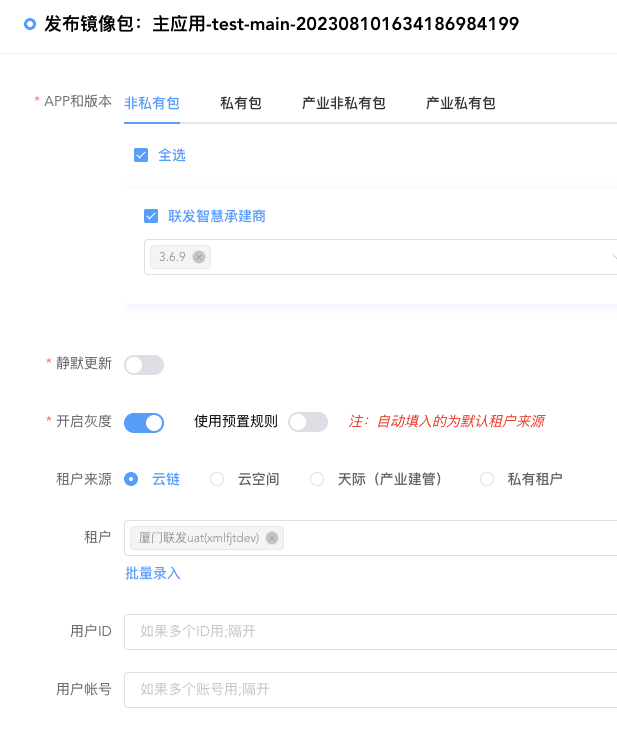 发布镜像包：主应用-test-main-202308101634186984199
* APP和版本 非私有包 私有包 产业非私有包 产业私有包
全选
联发智慧承建商
3.6.9
* 静默更新
* 开启灰度 使用预置规则 注：自动填入的为默认租户来源
租户来源 云链 云空间 天际（产业建管） 私有租户
租户 厦门联发uat(xmlfjtdev)
批量录入
用户ID 如果多个ID用;隔开
用户帐号 如果多个账号用;隔开